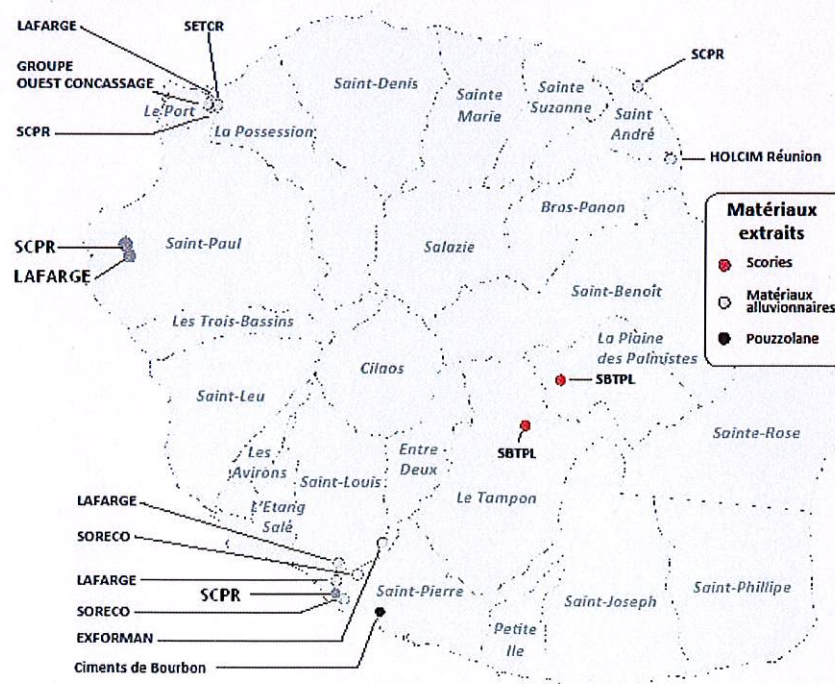 LAFARGE
SETCR
GROUPE
OUEST CONCASSAGE
SCPR
Le Port
La Possession
Saint-Denis
Sainte
Marie
Sainte
Suzanne
SCPR
Saint
André
HOLCIM Réunion
Bras-Panon
SCPR
LAFARGE
Saint-Paul
Salazie
Matériaux
extraits
Scories
Matériaux
alluvionnaires
Pouzzolane
Saint-Benoit
Les Trois-Bassins
La Plaine
des Palmistes
Cilaos
SBTPL
Saint-Leu
SBTPL
Sainte-Rose
Les
Avirons
Saint-Louis
Entre
Deux
Le Tampon
L'Etang
Salé
LAFARGE
SORECO
LAFARGE
SCPR
SORECO
EXFORMAN
Ciments de Bourbon
Saint-Pierre
Petite
Ile
Saint-Joseph
Saint-Phillipe